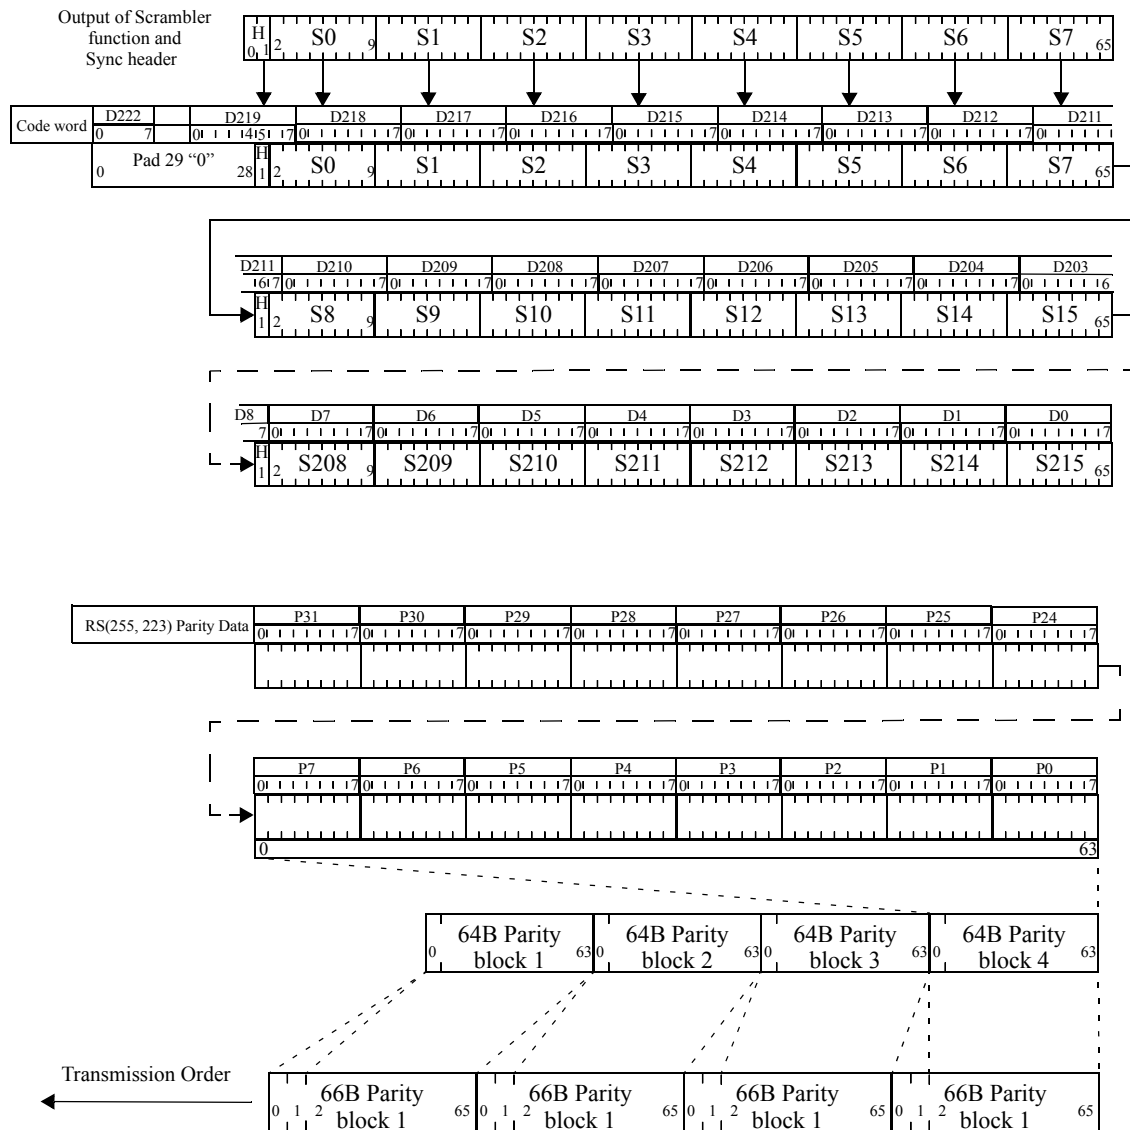 Output of Scrambler
function and
Sync header
H 0 1 2 S0 9 S1 S2 S3 S4 S5 S6 S7 65
Code word D222 D219 D218 D217 D216 D215 D214 D213 D212 D211
0 7 0 4 5 7 0 7 0 7 0 7 0 7 0 7 0 7 0 7 0
0 Pad 29 “0” 28 H 1 2 S0 9 S1 S2 S3 S4 S5 S6 S7 65
D211 D210 D209 D208 D207 D206 D205 D204 D203
6 7 0 7 0 7 0 7 0 7 0 7 0 7 0 7 0 6
H 1 2 S8 9 S9 S10 S11 S12 S13 S14 S15 65
D8 D7 D6 D5 D4 D3 D2 D1 D0
7 0 7 0 7 0 7 0 7 0 7 0 7 0 7 0 7
H 1 2 S208 9 S209 S210 S211 S212 S213 S214 S215 65
RS(255, 223) Parity Data P31 P30 P29 P28 P27 P26 P25 P24
0 7 0 7 0 7 0 7 0 7 0 7 0 7 0 7
P7 P6 P5 P4 P3 P2 P1 P0
0 7 0 7 0 7 0 7 0 7 0 7 0 7 0 7
0 63
0 64B Parity block 1 63 0 64B Parity block 2 63 0 64B Parity block 3 63 0 64B Parity block 4 63
Transmission Order
0 1 2 66B Parity block 1 65 0 1 2 66B Parity block 1 65 0 1 2 66B Parity block 1 65 0 1 2 66B Parity block 1 65